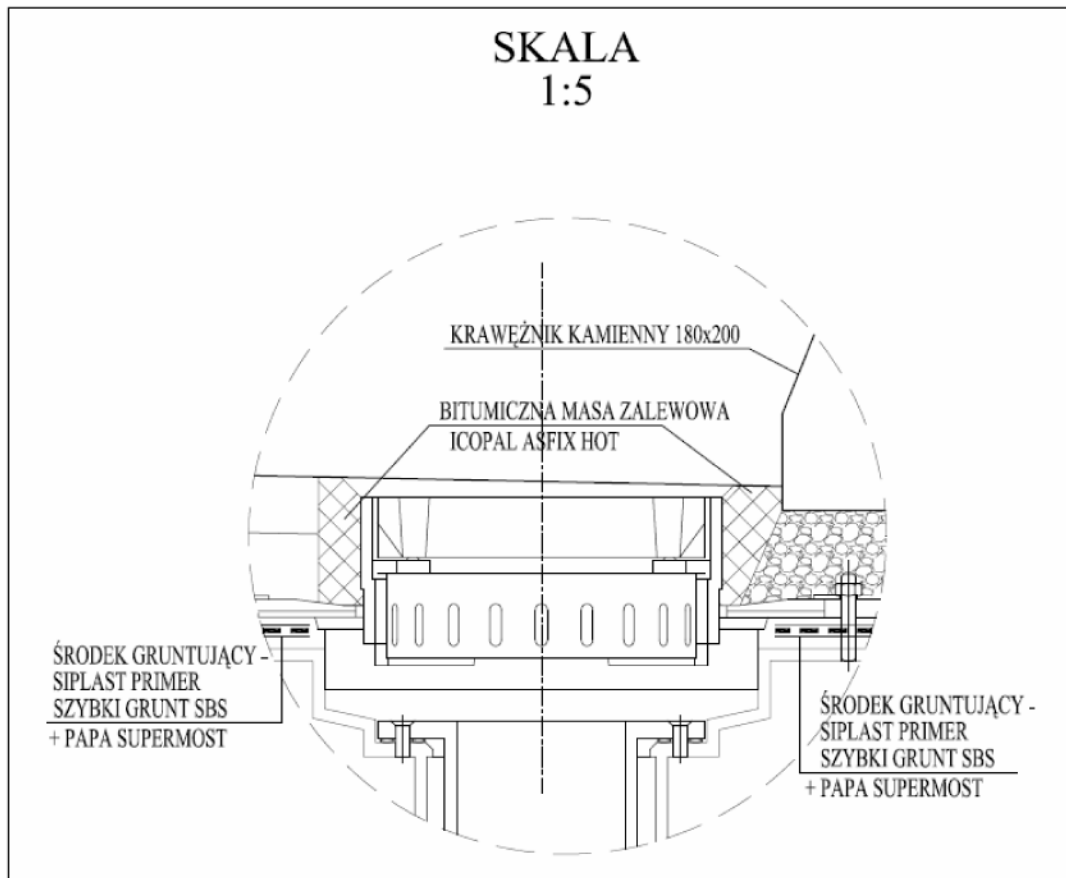 SKALA
1:5
KRAWĘŻNIK KAMIENNY 180x200
BITUMICZNA MASA ZALEWOWA
ICOPAL ASFIX HOT
ŚRODEK GRUNTUJĄCY -
SIPLAST PRIMER
SZYBKI GRUNT SBS
+ PAPA SUPERMOST
ŚRODEK GRUNTUJĄCY -
SIPLAST PRIMER
SZYBKI GRUNT SBS
+ PAPA SUPERMOST